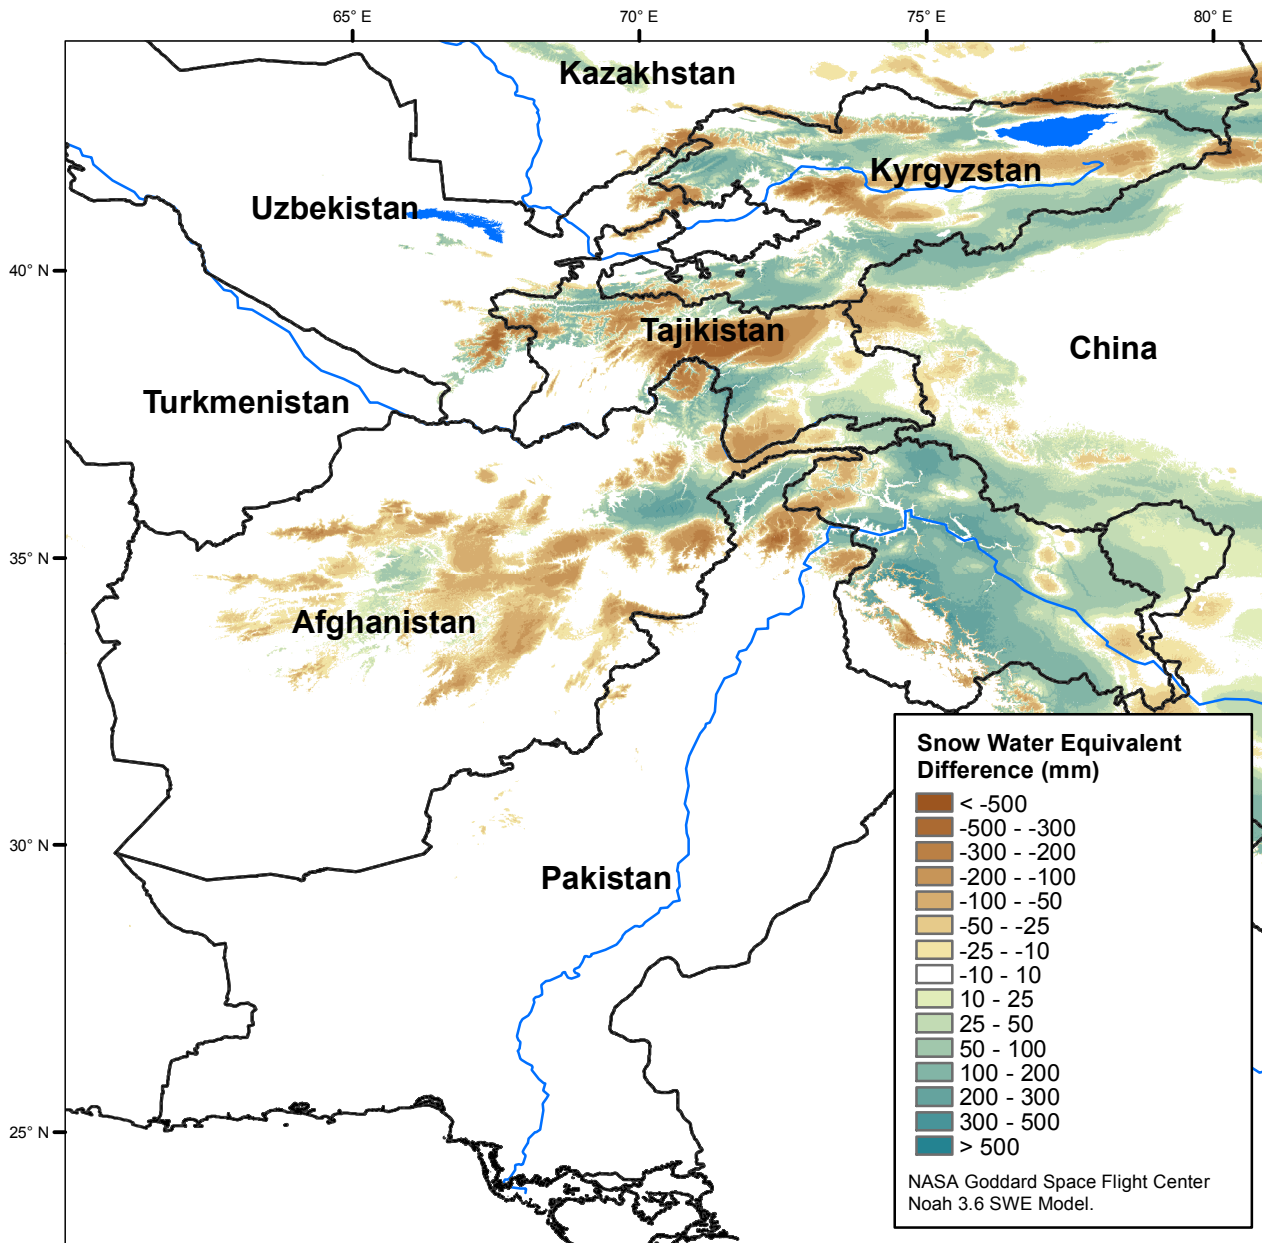 65° E
70° E
75° E
80° E
Kazakhstan
Kyrgyzstan
Uzbekistan
40° N
Tajikistan
China
Turkmenistan
35° N
Afghanistan
Snow Water Equivalent
Difference (mm)
< -500
-500 - -300
-300 - -200
-200 - -100
-100 - -50
-50 - -25
-25 - -10
-10 - 10
10 - 25
25 - 50
50 - 100
100 - 200
200 - 300
300 - 500
> 500
NASA Goddard Space Flight Center
Noah 3.6 SWE Model.
30° N
Pakistan
25° N